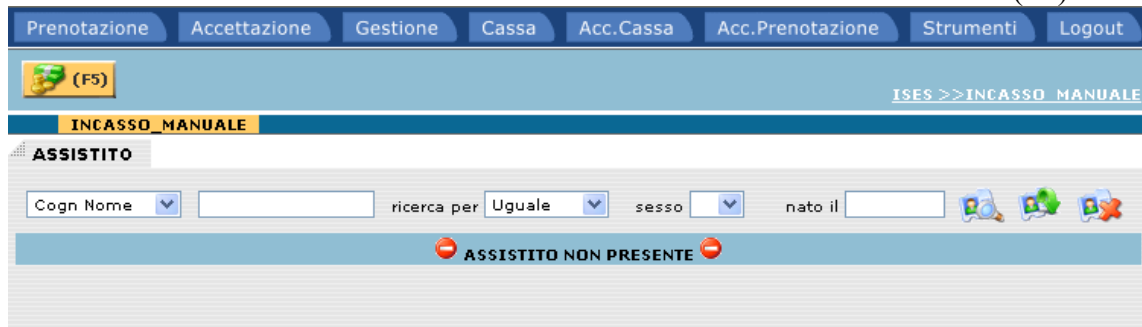 Prenotazione Accettazione Gestione Cassa Acc.Cassa Acc.Prenotazione Strumenti Logout
(F5)
ISES >>INCASSO_MANUALE
INCASSO_MANUALE
ASSISTITO
Cogn Nome ricerca per Uguale sesso nato il
ASSISTITO NON PRESENTE